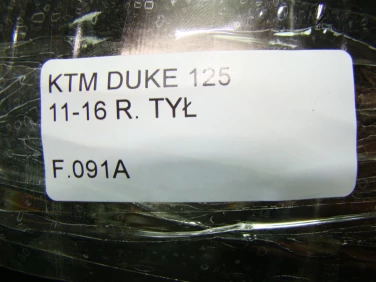 KTM DUKE 125
11-16 R. TYŁ
F.091A